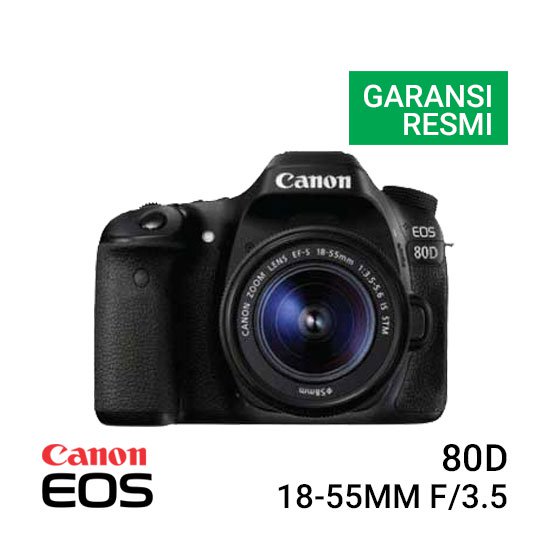 GARANSI
RESMI
Canon
EOS
80D
CANON ZOOM LENS EF-S 18-55mm 1:3.5-5.6 IS STM
ϕ58mm
Canon
EOS
80D
18-55MM F/3.5